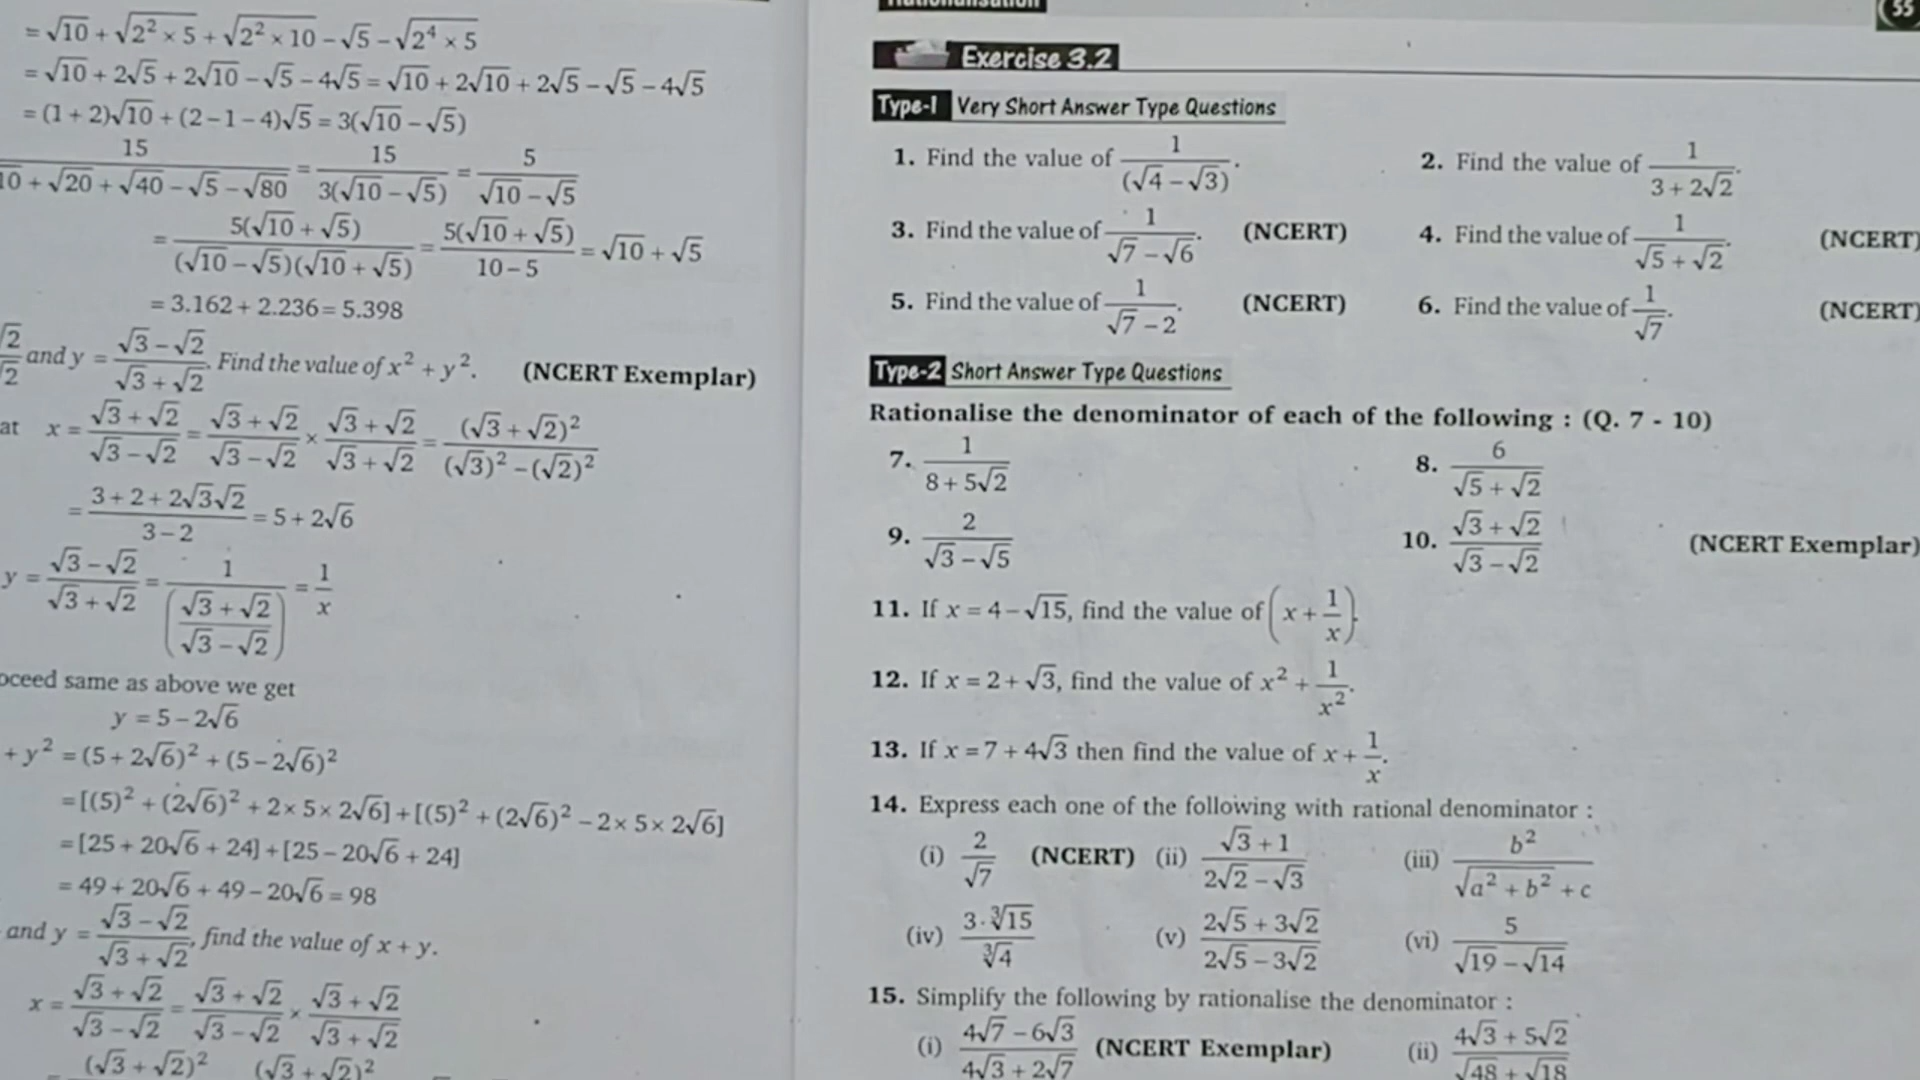 = √10 + √(2² × 5) + √(2² × 10) − √5 − √(2⁴ × 5)
= √10 + 2√5 + 2√10 − √5 − 4√5 = √10 + 2√10 + 2√5 − √5 − 4√5
= (1 + 2)√10 + (2 − 1 − 4)√5 = 3(√10 − √5)
15/(√10 + √20 + √40 − √5 − √80) = 15/(3(√10 − √5)) = 5/(√10 − √5)
= 5(√10 + √5)/((√10 − √5)(√10 + √5)) = 5(√10 + √5)/(10 − 5) = √10 + √5
= 3.162 + 2.236 = 5.398
√2/√2 and y = (√3 − √2)/(√3 + √2). Find the value of x² + y². (NCERT Exemplar)
at x = (√3 + √2)/(√3 − √2) = (√3 + √2)/(√3 − √2) × (√3 + √2)/(√3 + √2) = (√3 + √2)²/((√3)² − (√2)²)
= (3 + 2 + 2√3√2)/(3 − 2) = 5 + 2√6
y = (√3 − √2)/(√3 + √2) = 1/((√3 + √2)/(√3 − √2)) = 1/x
oceed same as above we get
y = 5 − 2√6
+ y² = (5 + 2√6)² + (5 − 2√6)²
= [(5)² + (2√6)² + 2 × 5 × 2√6] + [(5)² + (2√6)² − 2 × 5 × 2√6]
= [25 + 20√6 + 24] + [25 − 20√6 + 24]
= 49 + 20√6 + 49 − 20√6 = 98
and y = (√3 − √2)/(√3 + √2), find the value of x + y.
x = (√3 + √2)/(√3 − √2) = (√3 + √2)/(√3 − √2) × (√3 + √2)/(√3 + √2)
(√3 + √2)² (√3 + √2)²
Rationalisation 55
Exercise 3.2
Type-1 Very Short Answer Type Questions
1. Find the value of 1/(√4 − √3).
2. Find the value of 1/(3 + 2√2).
3. Find the value of 1/(√7 − √6). (NCERT)
4. Find the value of 1/(√5 + √2). (NCERT)
5. Find the value of 1/(√7 − 2). (NCERT)
6. Find the value of 1/√7. (NCERT)
Type-2 Short Answer Type Questions
Rationalise the denominator of each of the following : (Q. 7 - 10)
7. 1/(8 + 5√2)
8. 6/(√5 + √2)
9. 2/(√3 − √5)
10. (√3 + √2)/(√3 − √2) (NCERT Exemplar)
11. If x = 4 − √15, find the value of (x + 1/x).
12. If x = 2 + √3, find the value of x² + 1/x².
13. If x = 7 + 4√3 then find the value of x + 1/x.
14. Express each one of the following with rational denominator :
(i) 2/√7 (NCERT) (ii) (√3 + 1)/(2√2 − √3) (iii) b²/(√(a² + b²) + c)
(iv) 3·∛15/∛4 (v) (2√5 + 3√2)/(2√5 − 3√2) (vi) 5/(√19 − √14)
15. Simplify the following by rationalise the denominator :
(i) (4√7 − 6√3)/(4√3 + 2√7) (NCERT Exemplar) (ii) (4√3 + 5√2)/(√48 + √18)